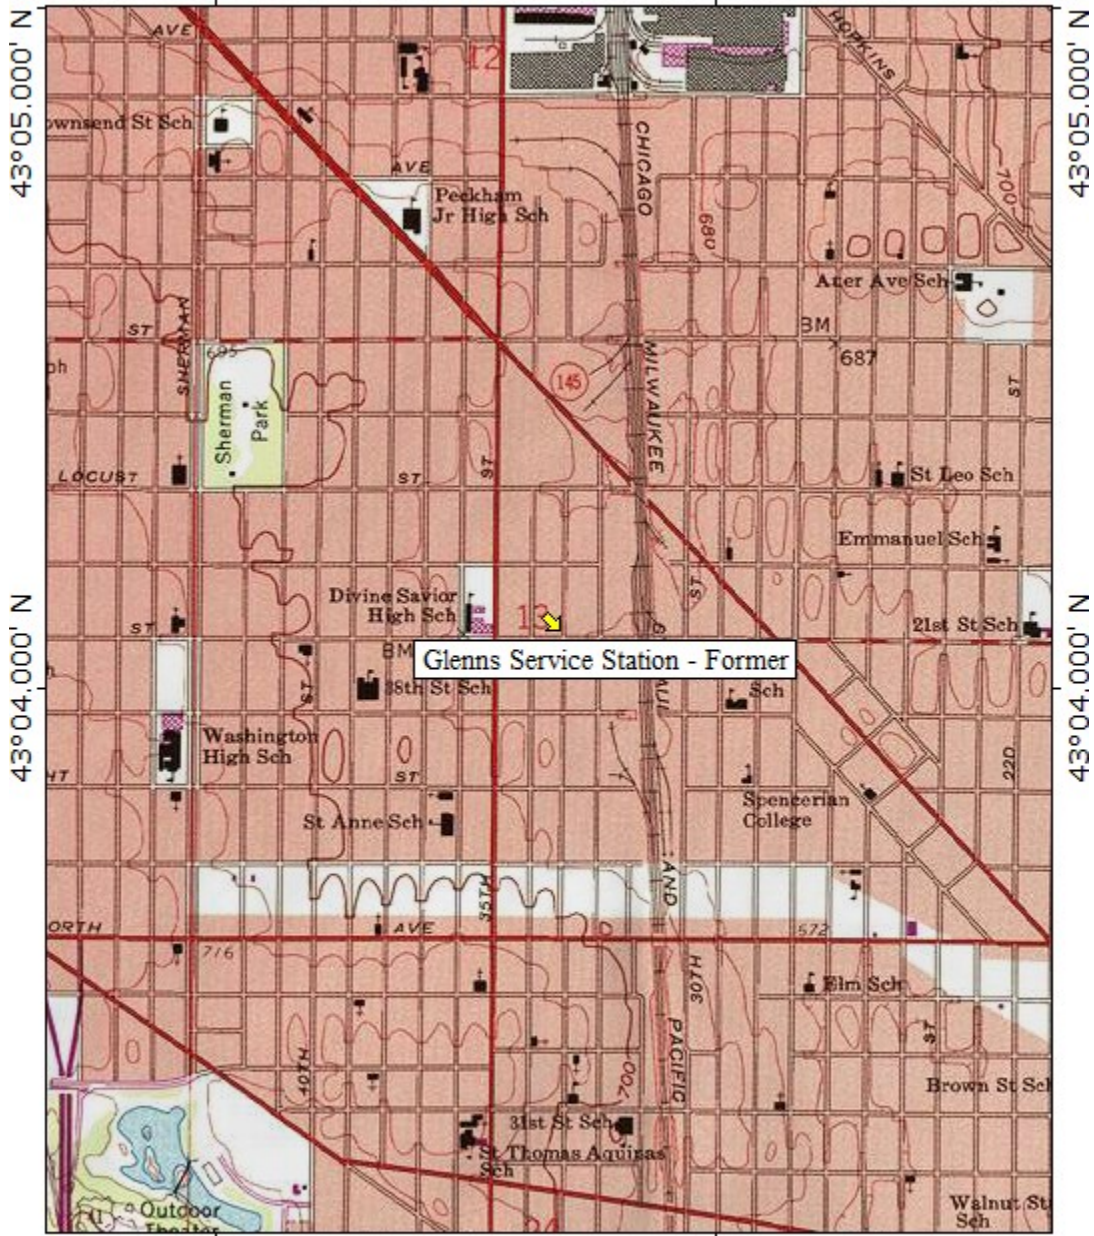 43°05.000' N
43°05.000' N
43°04.000' N
43°04.000' N
AVE
12
HOPKINS
ownsend St Sch
AVE
CHICAGO
Peckham
Jr High Sch
680
700
Auer Ave Sch
SHERMAN
ST
695
BM
687
145
MILWAUKEE
ST
Sherman
Park
LOCUST
ST
ST
St Leo Sch
Emmanuel Sch
Divine Savior
High Sch
ST
ST
21st St Sch
BM
Glenns Service Station - Former
38th St Sch
Sch
ST
Washington
High Sch
ST
220
Spencerian
College
St Anne Sch
AND
35TH
ORTH
AVE
672
716
30TH
Elm Sch
ST
40TH
PACIFIC
700
Brown St Sch
31st St Sch
St Thomas Aquinas
Sch
Outdoor
Theater
Walnut St
Sch